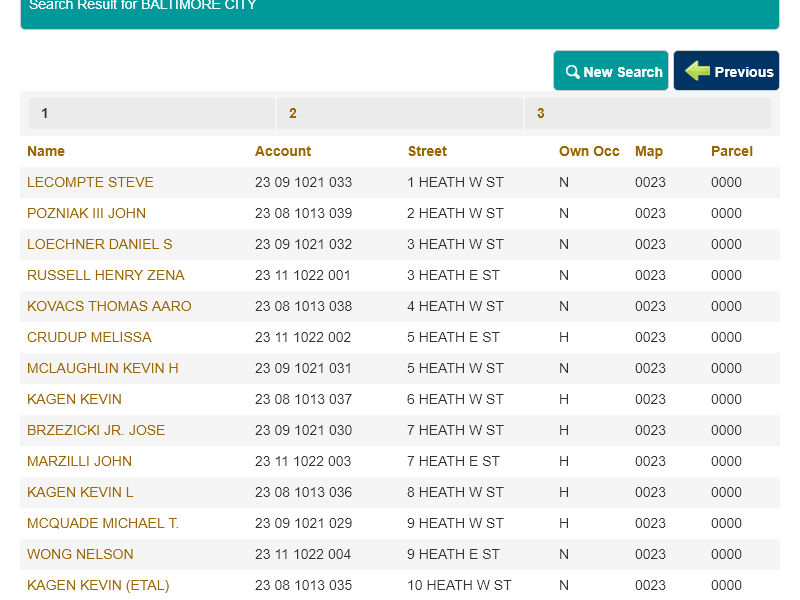 Search Result for BALTIMORE CITY
New Search Previous
1 2 3
Name Account Street Own Occ Map Parcel
LECOMPTE STEVE 23 09 1021 033 1 HEATH W ST N 0023 0000
POZNIAK III JOHN 23 08 1013 039 2 HEATH W ST N 0023 0000
LOECHNER DANIEL S 23 09 1021 032 3 HEATH W ST N 0023 0000
RUSSELL HENRY ZENA 23 11 1022 001 3 HEATH E ST N 0023 0000
KOVACS THOMAS AARO 23 08 1013 038 4 HEATH W ST N 0023 0000
CRUDUP MELISSA 23 11 1022 002 5 HEATH E ST H 0023 0000
MCLAUGHLIN KEVIN H 23 09 1021 031 5 HEATH W ST N 0023 0000
KAGEN KEVIN 23 08 1013 037 6 HEATH W ST H 0023 0000
BRZEZICKI JR. JOSE 23 09 1021 030 7 HEATH W ST H 0023 0000
MARZILLI JOHN 23 11 1022 003 7 HEATH E ST H 0023 0000
KAGEN KEVIN L 23 08 1013 036 8 HEATH W ST H 0023 0000
MCQUADE MICHAEL T. 23 09 1021 029 9 HEATH W ST H 0023 0000
WONG NELSON 23 11 1022 004 9 HEATH E ST N 0023 0000
KAGEN KEVIN (ETAL) 23 08 1013 035 10 HEATH W ST N 0023 0000